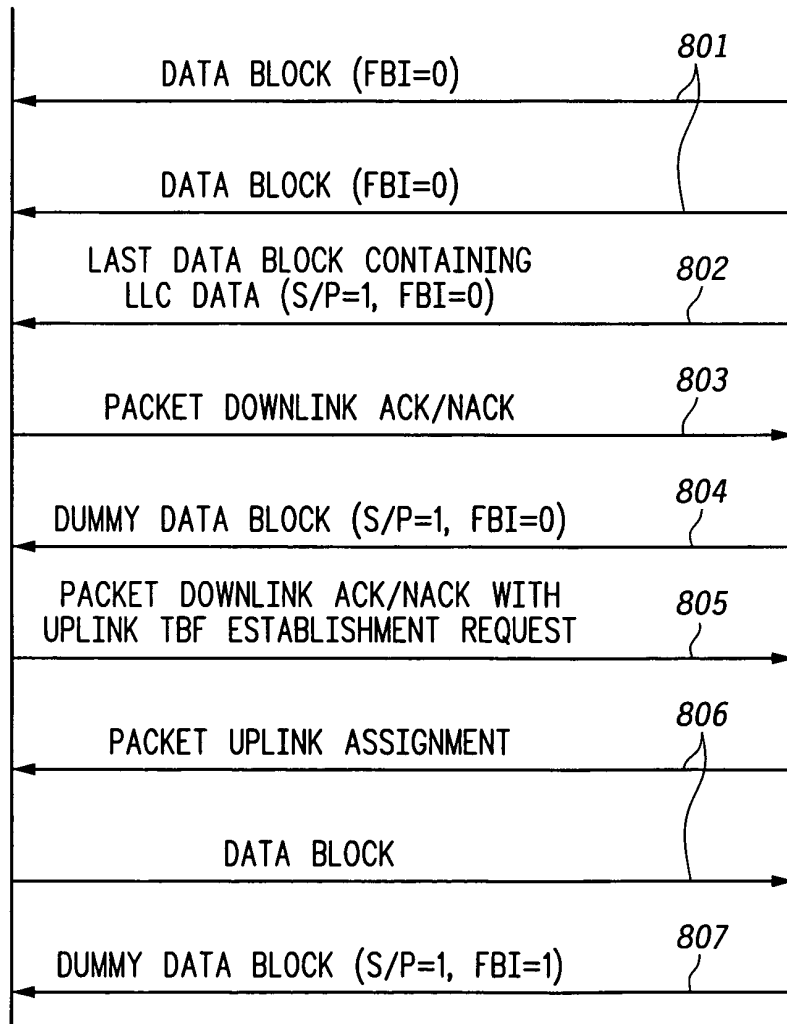 801
DATA BLOCK (FBI=0)
DATA BLOCK (FBI=0)
LAST DATA BLOCK CONTAINING
LLC DATA (S/P=1, FBI=0)
802
803
PACKET DOWNLINK ACK/NACK
804
DUMMY DATA BLOCK (S/P=1, FBI=0)
PACKET DOWNLINK ACK/NACK WITH
UPLINK TBF ESTABLISHMENT REQUEST
805
806
PACKET UPLINK ASSIGNMENT
DATA BLOCK
807
DUMMY DATA BLOCK (S/P=1, FBI=1)